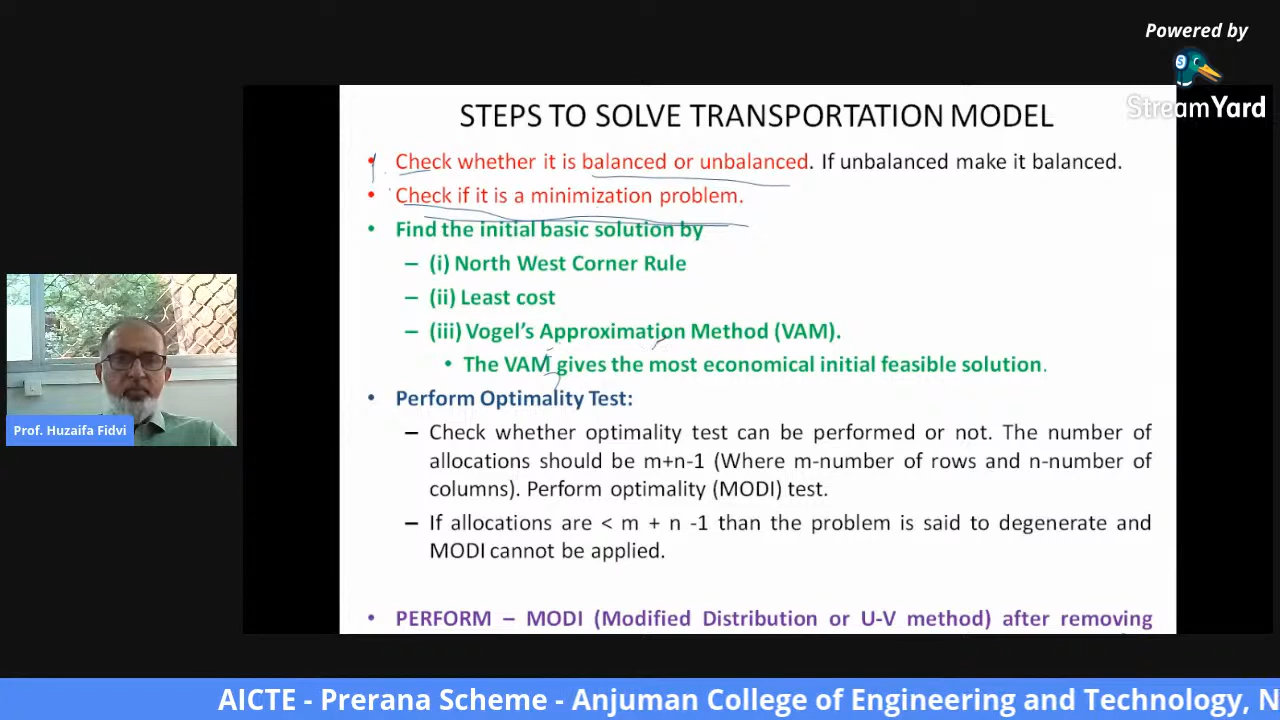 Powered by
StreamYard
STEPS TO SOLVE TRANSPORTATION MODEL
• Check whether it is balanced or unbalanced. If unbalanced make it balanced.
• Check if it is a minimization problem.
• Find the initial basic solution by
– (i) North West Corner Rule
– (ii) Least cost
– (iii) Vogel's Approximation Method (VAM).
• The VAM gives the most economical initial feasible solution.
• Perform Optimality Test:
– Check whether optimality test can be performed or not. The number of
allocations should be m+n-1 (Where m-number of rows and n-number of
columns). Perform optimality (MODI) test.
– If allocations are < m + n -1 than the problem is said to degenerate and
MODI cannot be applied.
• PERFORM – MODI (Modified Distribution or U-V method) after removing
Prof. Huzaifa Fidvi
AICTE - Prerana Scheme - Anjuman College of Engineering and Technology, N